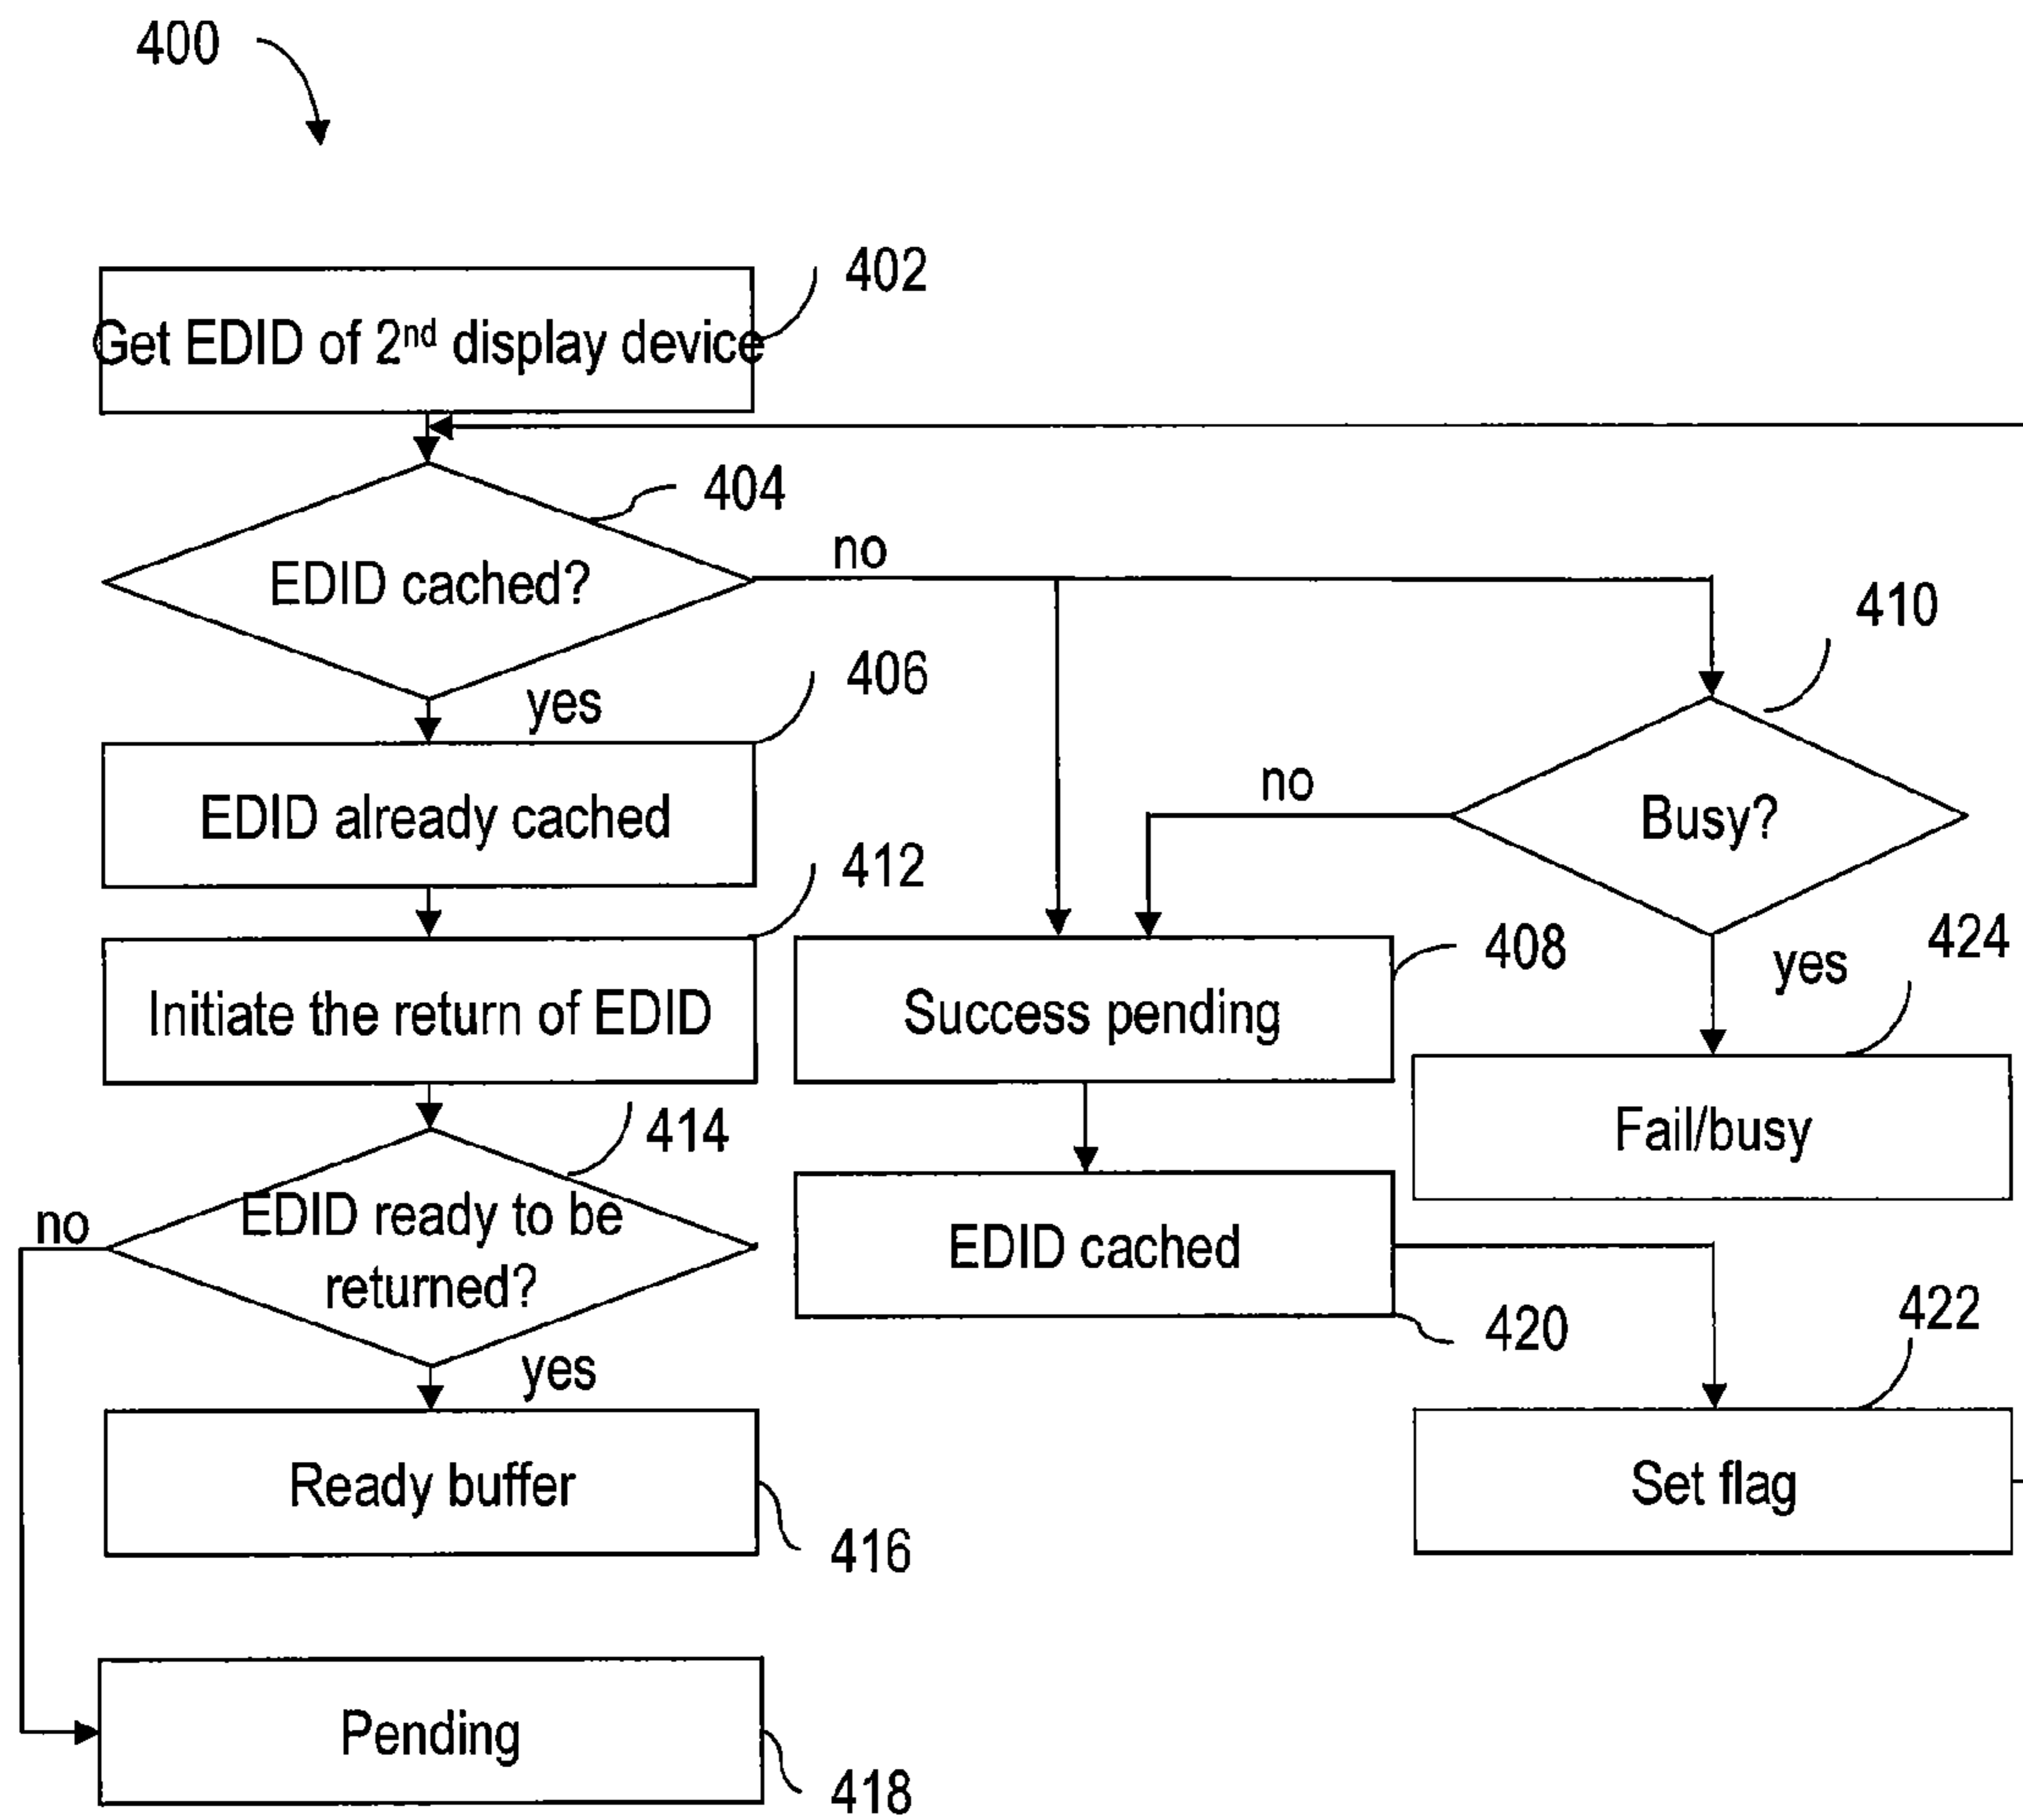 400
402
Get EDID of 2nd display device
404
no
EDID cached?
410
406
yes
no
EDID already cached
Busy?
412
424
408
yes
Initiate the return of EDID
Success pending
414
Fail/busy
no
EDID ready to be
returned?
EDID cached
420
422
yes
Ready buffer
Set flag
416
Pending
418